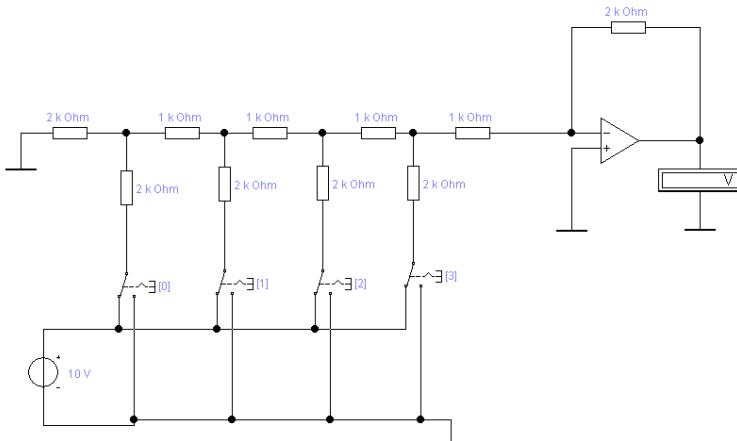 2 k Ohm
2 k Ohm 1 k Ohm 1 k Ohm 1 k Ohm 1 k Ohm
2 k Ohm 2 k Ohm 2 k Ohm 2 k Ohm
V
[0] [1] [2] [3]
10 V